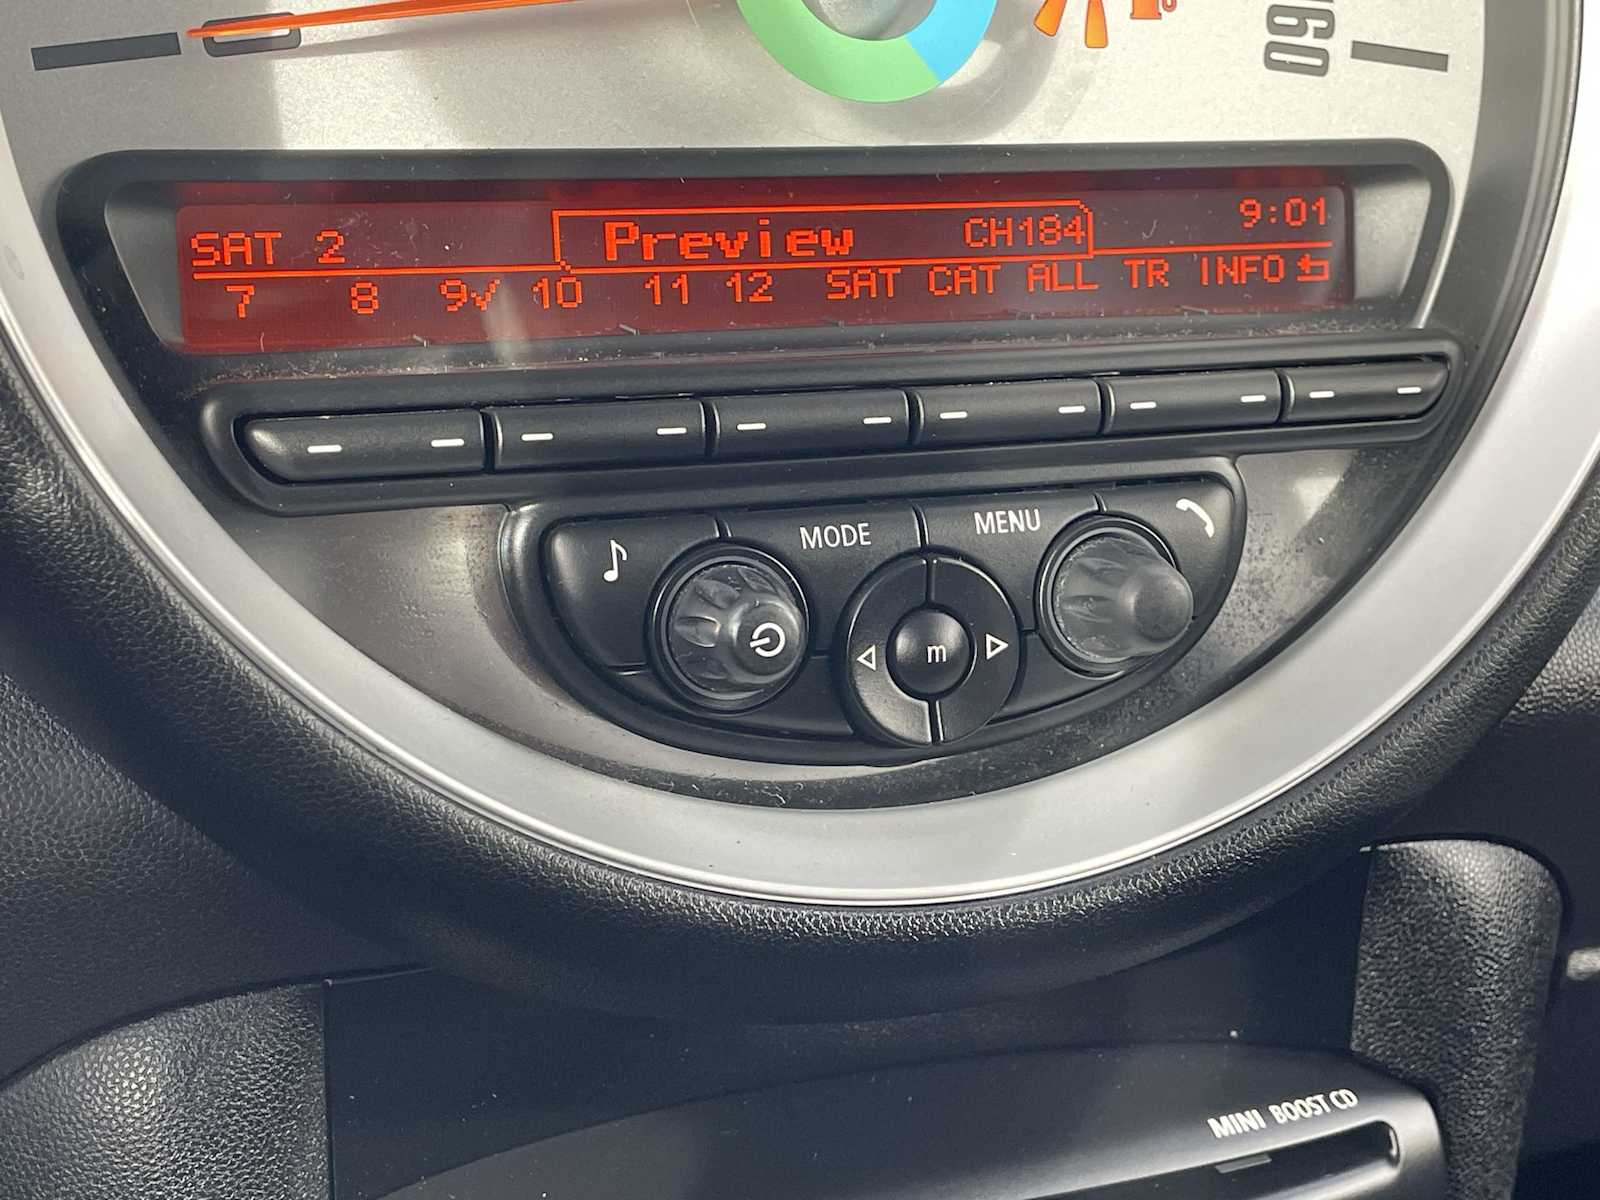 160
SAT 2 Preview CH184 9:01
7 8 9✓ 10 11 12 SAT CAT ALL TR INFO
MODE MENU
m
MINI BOOST CD